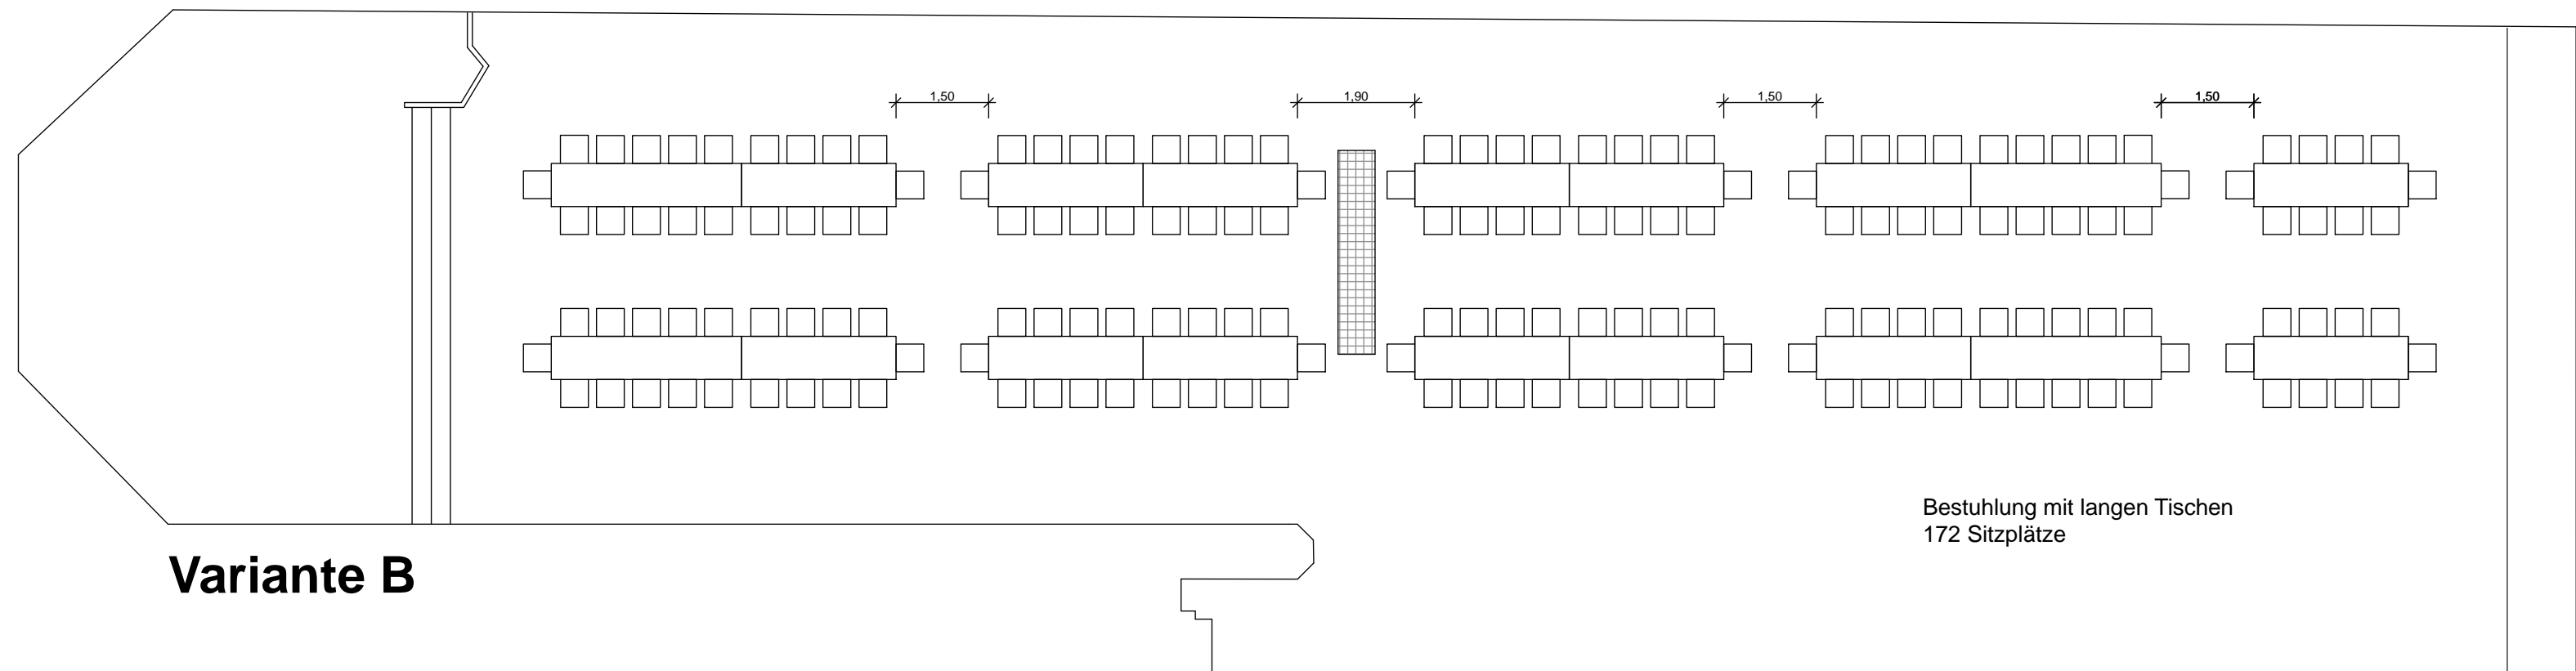 1,50
1,90
1,50
1,50
Bestuhlung mit langen Tischen
172 Sitzplätze
Variante B